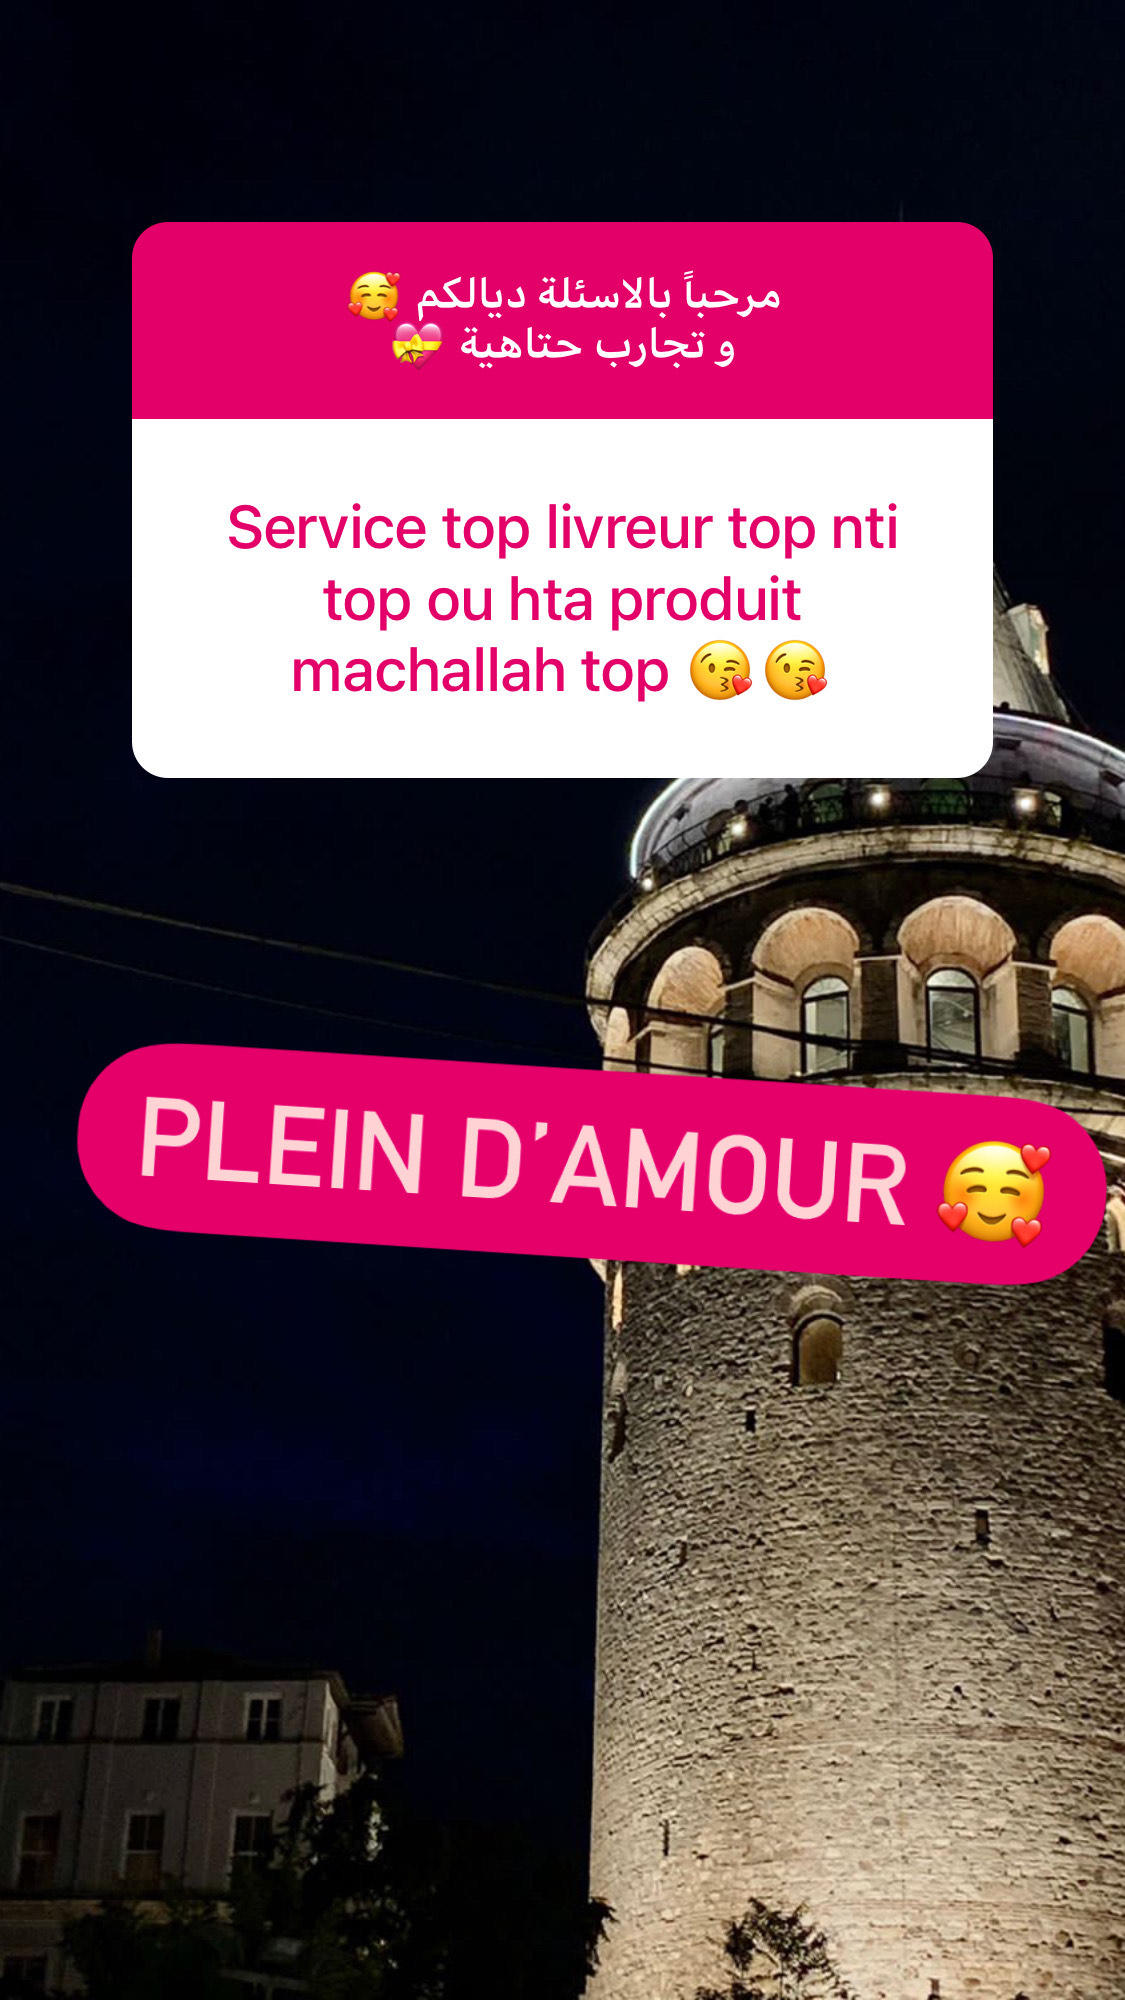 مرحباً بالاسئلة ديالكم 🥰
و تجارب حتاهية 💝
Service top livreur top nti
top ou hta produit
machallah top 😘😘
PLEIN D'AMOUR 🥰